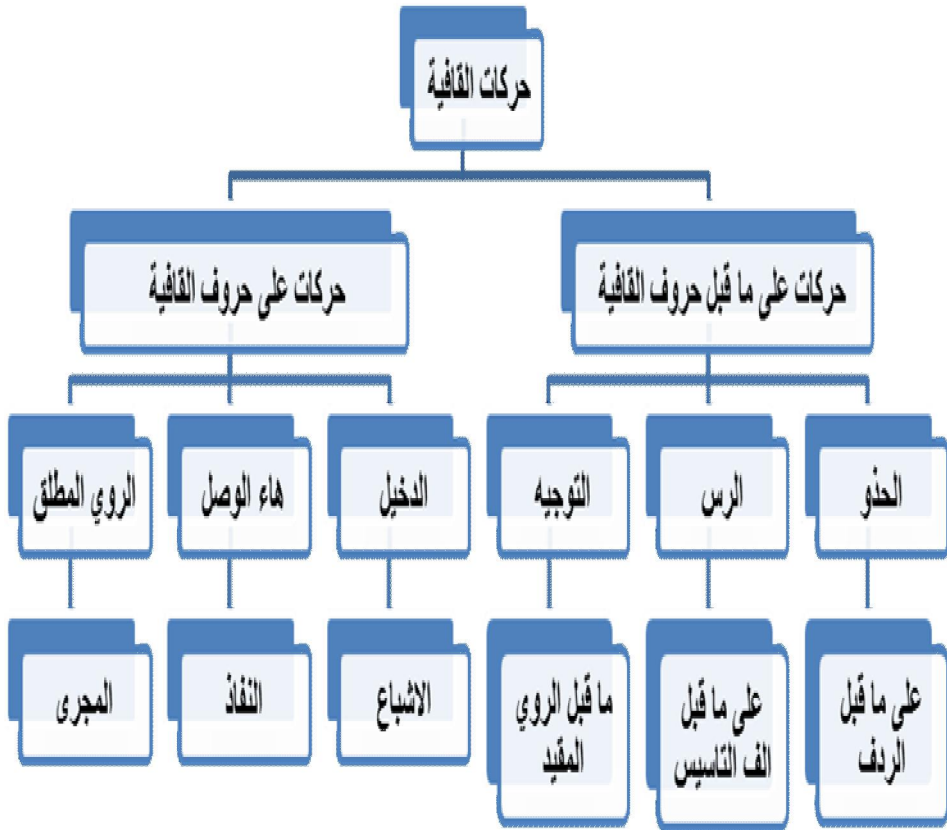 حركات القافية
حركات على ما قبل حروف القافية
حركات على حروف القافية
الحذو
الرس
التوجيه
الدخيل
هاء الوصل
الروي المطلق
على ما قبل
الردف
على ما قبل
الف التاسيس
ما قبل الروي
المقيد
الاشباع
النفاذ
المجرى